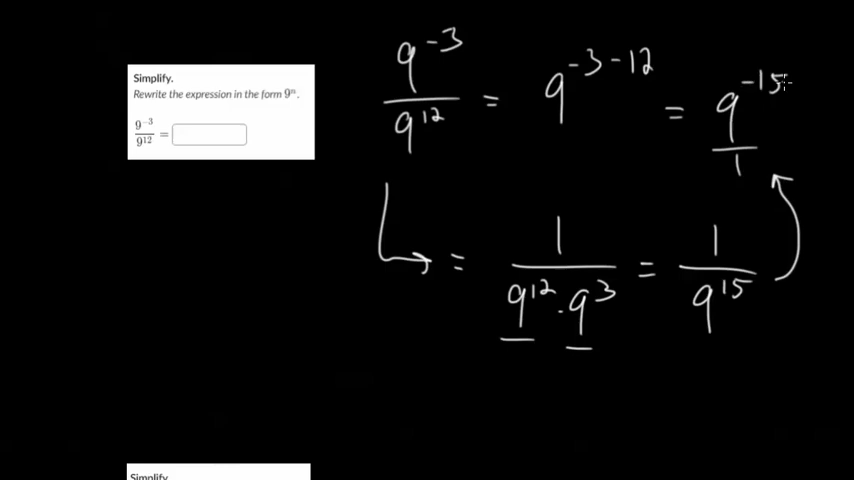 Simplify.
Rewrite the expression in the form 9ⁿ.
9⁻³/9¹² =
9⁻³/9¹² = 9⁻³⁻¹² = 9⁻¹⁵/1
= 1/(9¹² · 9³) = 1/9¹⁵
Simplify.